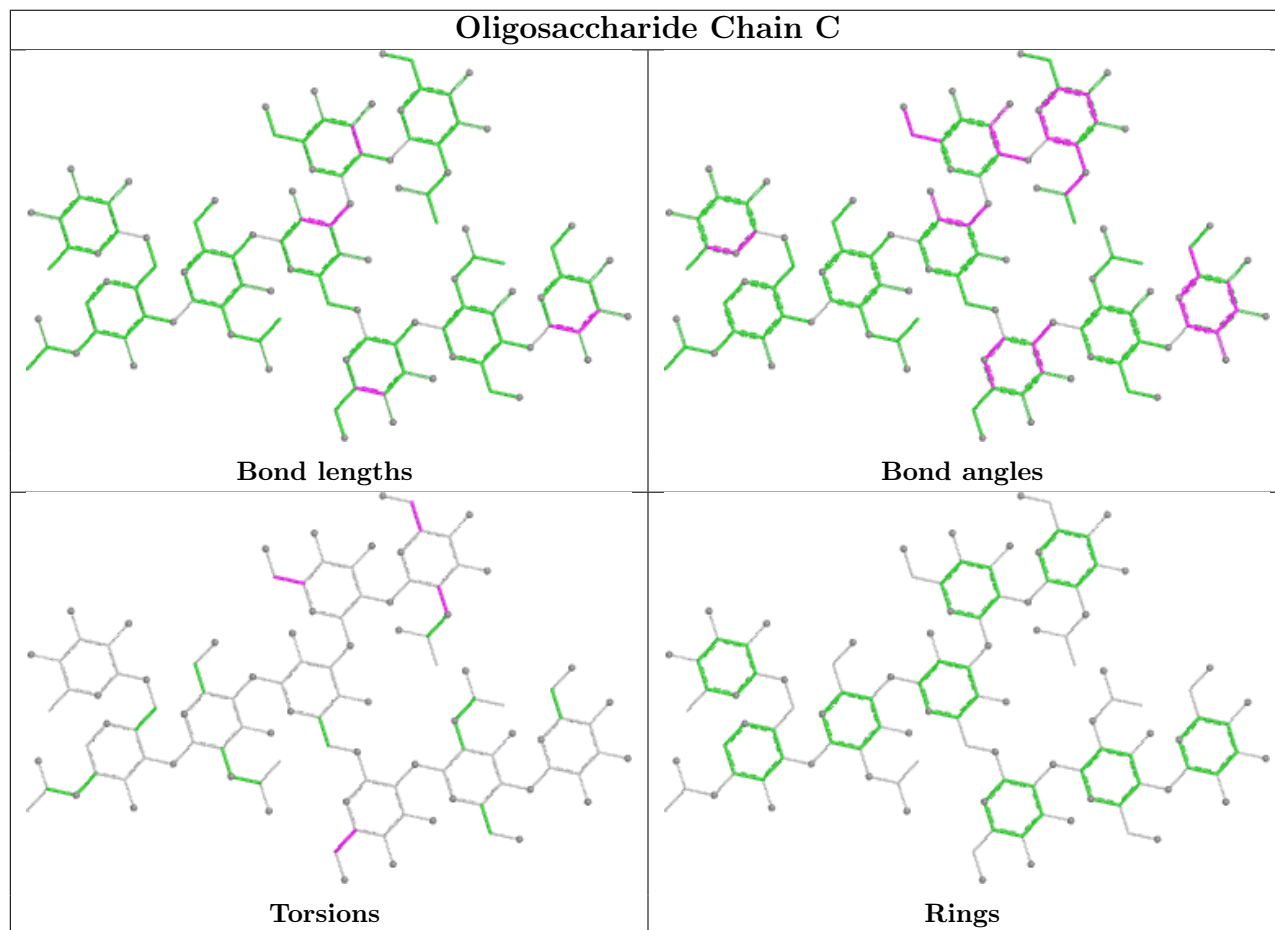 Oligosaccharide Chain C
Bond lengths
Bond angles
Torsions
Rings